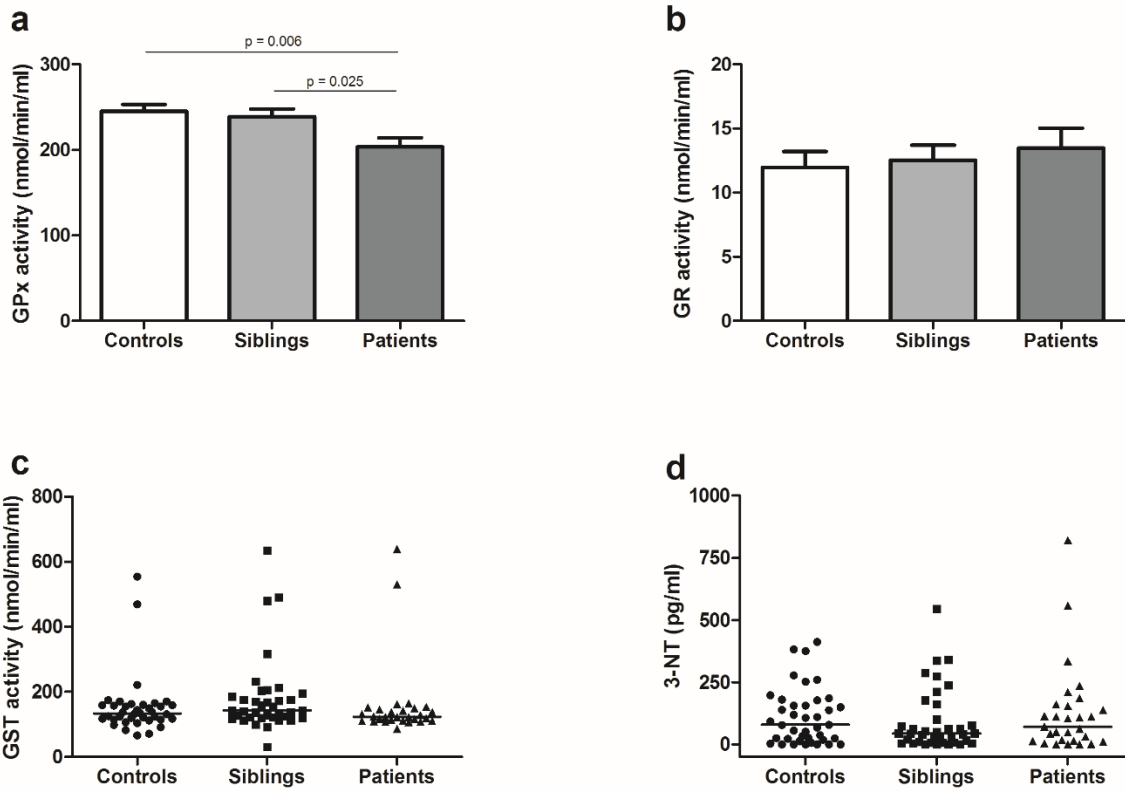 a
p = 0.006
p = 0.025
GPx activity (nmol/min/ml)
300
200
100
0
Controls Siblings Patients
b
GR activity (nmol/min/ml)
20
15
10
5
0
Controls Siblings Patients
c
GST activity (nmol/min/ml)
800
600
400
200
0
Controls Siblings Patients
d
3-NT (pg/ml)
1000
750
500
250
0
Controls Siblings Patients